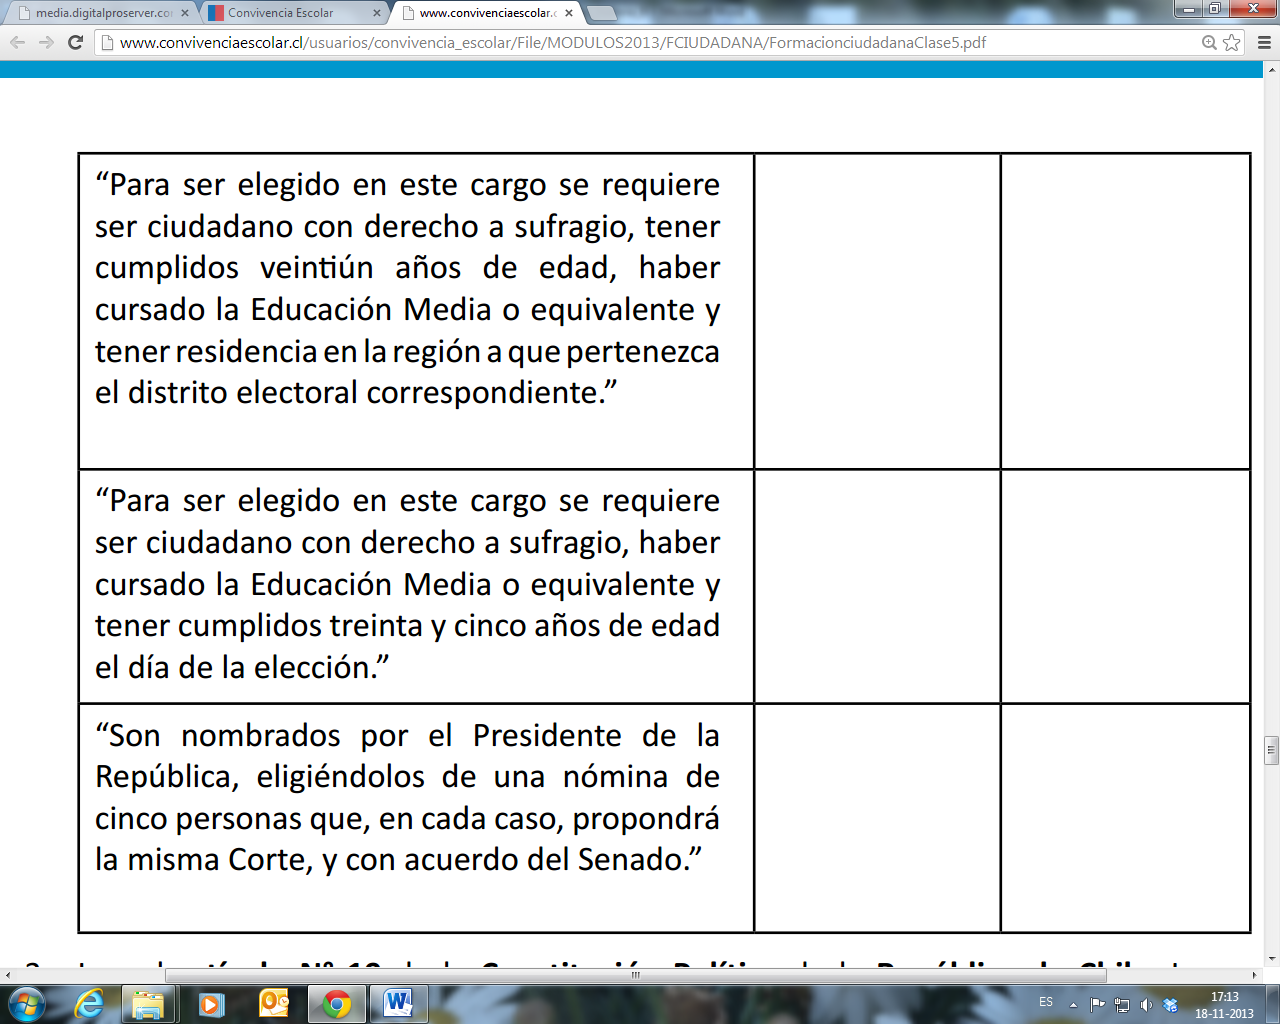 media.digitalproserver.co
Convivencia Escolar
www.convivenciaescolar.c
www.convivenciaescolar.cl/usuarios/convivencia_escolar/File/MODULOS2013/FCIUDADANA/FormacionciudadanaClase5.pdf
“Para ser elegido en este cargo se requiere
ser ciudadano con derecho a sufragio, tener
cumplidos veintiún años de edad, haber
cursado la Educación Media o equivalente y
tener residencia en la región a que pertenezca
el distrito electoral correspondiente.”
“Para ser elegido en este cargo se requiere
ser ciudadano con derecho a sufragio, haber
cursado la Educación Media o equivalente y
tener cumplidos treinta y cinco años de edad
el día de la elección.”
“Son nombrados por el Presidente de la
República, eligiéndolos de una nómina de
cinco personas que, en cada caso, propondrá
la misma Corte, y con acuerdo del Senado.”
ES
17:13
18-11-2013